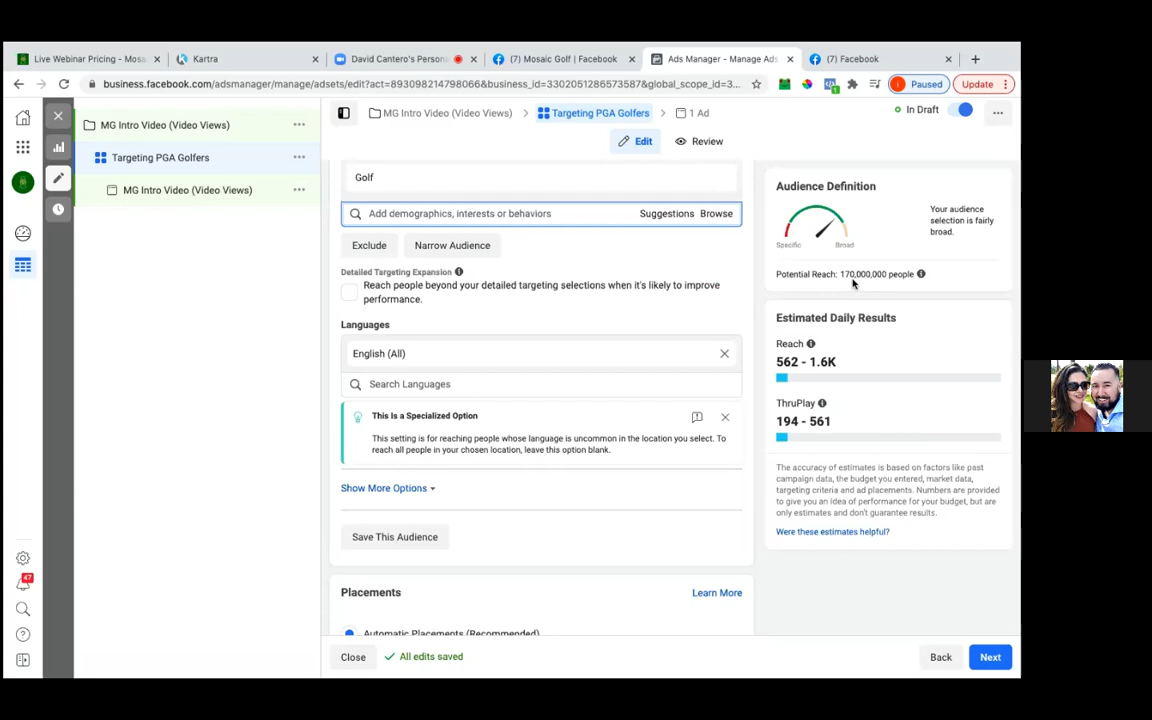 Live Webinar Pricing - Mosa
Kartra
David Cantero's Persona
(7) Mosaic Golf | Facebook
Ads Manager - Manage Ads
(7) Facebook
business.facebook.com/adsmanager/manage/adsets/edit?act=893098214798066&business_id=3302051286573587&global_scope_id=3...
Paused
Update
MG Intro Video (Video Views)
Targeting PGA Golfers
MG Intro Video (Video Views)
MG Intro Video (Video Views)
Targeting PGA Golfers
1 Ad
In Draft
Edit
Review
Golf
Add demographics, interests or behaviors
Suggestions
Browse
Exclude
Narrow Audience
Detailed Targeting Expansion
Reach people beyond your detailed targeting selections when it's likely to improve
performance.
Languages
English (All)
Search Languages
This Is a Specialized Option
This setting is for reaching people whose language is uncommon in the location you select. To
reach all people in your chosen location, leave this option blank.
Show More Options
Save This Audience
Placements
Learn More
Automatic Placements (Recommended)
Close
All edits saved
Back
Next
Audience Definition
Your audience
selection is fairly
broad.
Specific
Broad
Potential Reach: 170,000,000 people
Estimated Daily Results
Reach
562 - 1.6K
ThruPlay
194 - 561
The accuracy of estimates is based on factors like past
campaign data, the budget you entered, market data,
targeting criteria and ad placements. Numbers are provided
to give you an idea of performance for your budget, but are
only estimates and don't guarantee results.
Were these estimates helpful?
47